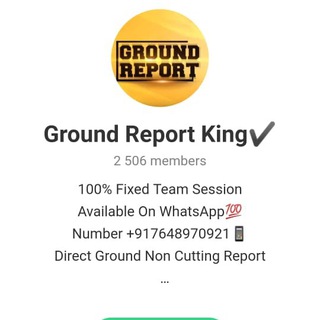 GROUND
REPORT
Ground Report King✔
2 506 members
100% Fixed Team Session
Available On WhatsApp💯
Number +917648970921📱
Direct Ground Non Cutting Report
...